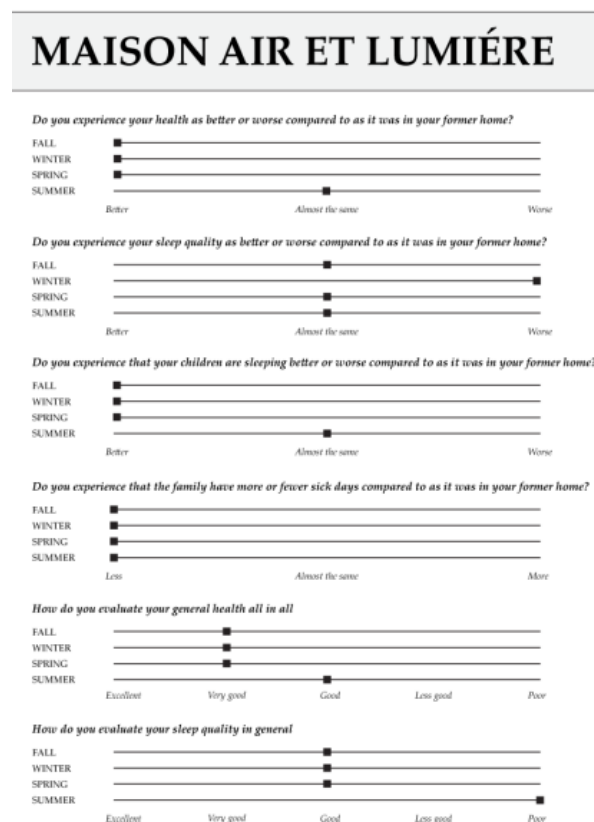 MAISON AIR ET LUMIÉRE
Do you experience your health as better or worse compared to as it was in your former home?
FALL
WINTER
SPRING
SUMMER
Better Almost the same Worse
Do you experience your sleep quality as better or worse compared to as it was in your former home?
FALL
WINTER
SPRING
SUMMER
Better Almost the same Worse
Do you experience that your children are sleeping better or worse compared to as it was in your former home?
FALL
WINTER
SPRING
SUMMER
Better Almost the same Worse
Do you experience that the family have more or fewer sick days compared to as it was in your former home?
FALL
WINTER
SPRING
SUMMER
Less Almost the same More
How do you evaluate your general health all in all
FALL
WINTER
SPRING
SUMMER
Excellent Very good Good Less good Poor
How do you evaluate your sleep quality in general
FALL
WINTER
SPRING
SUMMER
Excellent Very good Good Less good Poor